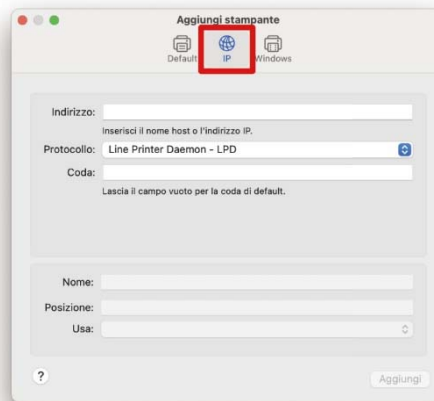 Aggiungi stampante
Default IP Windows
Indirizzo:
Inserisci il nome host o l'indirizzo IP.
Protocollo: Line Printer Daemon - LPD
Coda:
Lascia il campo vuoto per la coda di default.
Nome:
Posizione:
Usa:
? Aggiungi